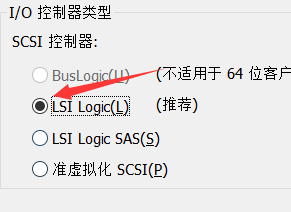 I/O 控制器类型
SCSI 控制器:
BusLogic(U) (不适用于 64 位客户
LSI Logic(L) (推荐)
LSI Logic SAS(S)
准虚拟化 SCSI(P)